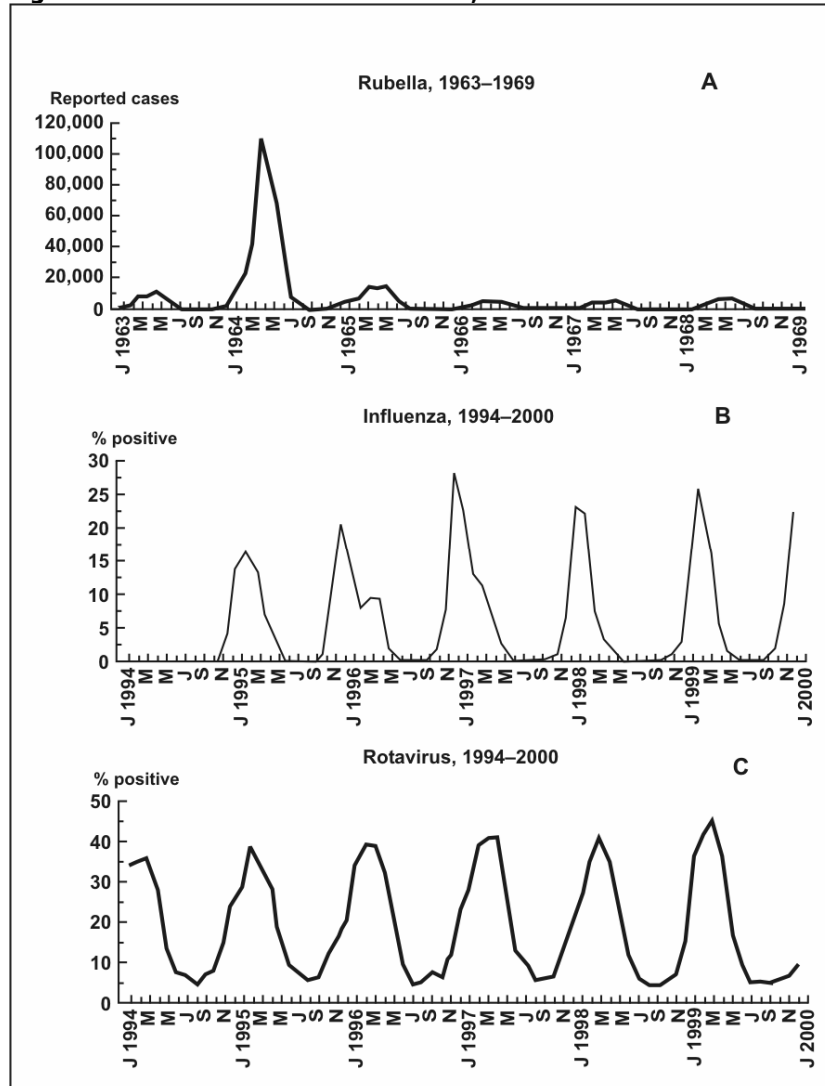 Rubella, 1963–1969
A
Reported cases
120,000
100,000
80,000
60,000
40,000
20,000
0
J 1963 M M J S N J 1964 M M J S N J 1965 M M J S N J 1966 M M J S N J 1967 M M J S N J 1968 M M J S N J 1969
Influenza, 1994–2000
B
% positive
30
25
20
15
10
5
0
J 1994 M M J S N J 1995 M M J S N J 1996 M M J S N J 1997 M M J S N J 1998 M M J S N J 1999 M M J S N J 2000
Rotavirus, 1994–2000
C
% positive
50
40
30
20
10
0
J 1994 M M J S N J 1995 M M J S N J 1996 M M J S N J 1997 M M J S N J 1998 M M J S N J 1999 M M J S N J 2000